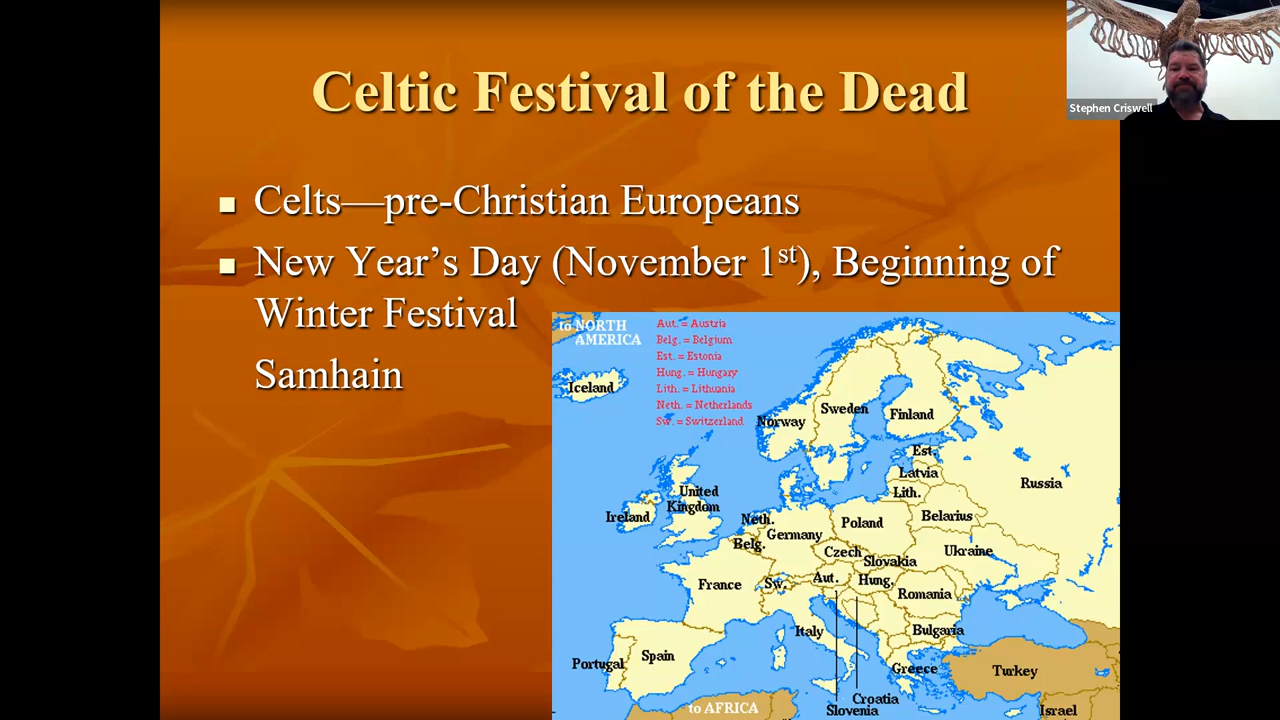 Celtic Festival of the Dead
Stephen Criswell
■ Celts—pre-Christian Europeans
■ New Year's Day (November 1st), Beginning of
Winter Festival
Samhain
to NORTH
AMERICA
Aut. = Austria
Belg. = Belgium
Est. = Estonia
Hung. = Hungary
Lith. = Lithuania
Neth. = Netherlands
Sw. = Switzerland
Iceland
Norway
Sweden
Finland
Est.
Latvia
Lith.
Russia
United
Kingdom
Ireland
Neth.
Belg.
Germany
Poland
Belarius
Czech
Slovakia
Ukraine
France
Sw.
Aut.
Hung.
Romania
Italy
Bulgaria
Portugal
Spain
Greece
Turkey
Croatia
Slovenia
to AFRICA
Israel